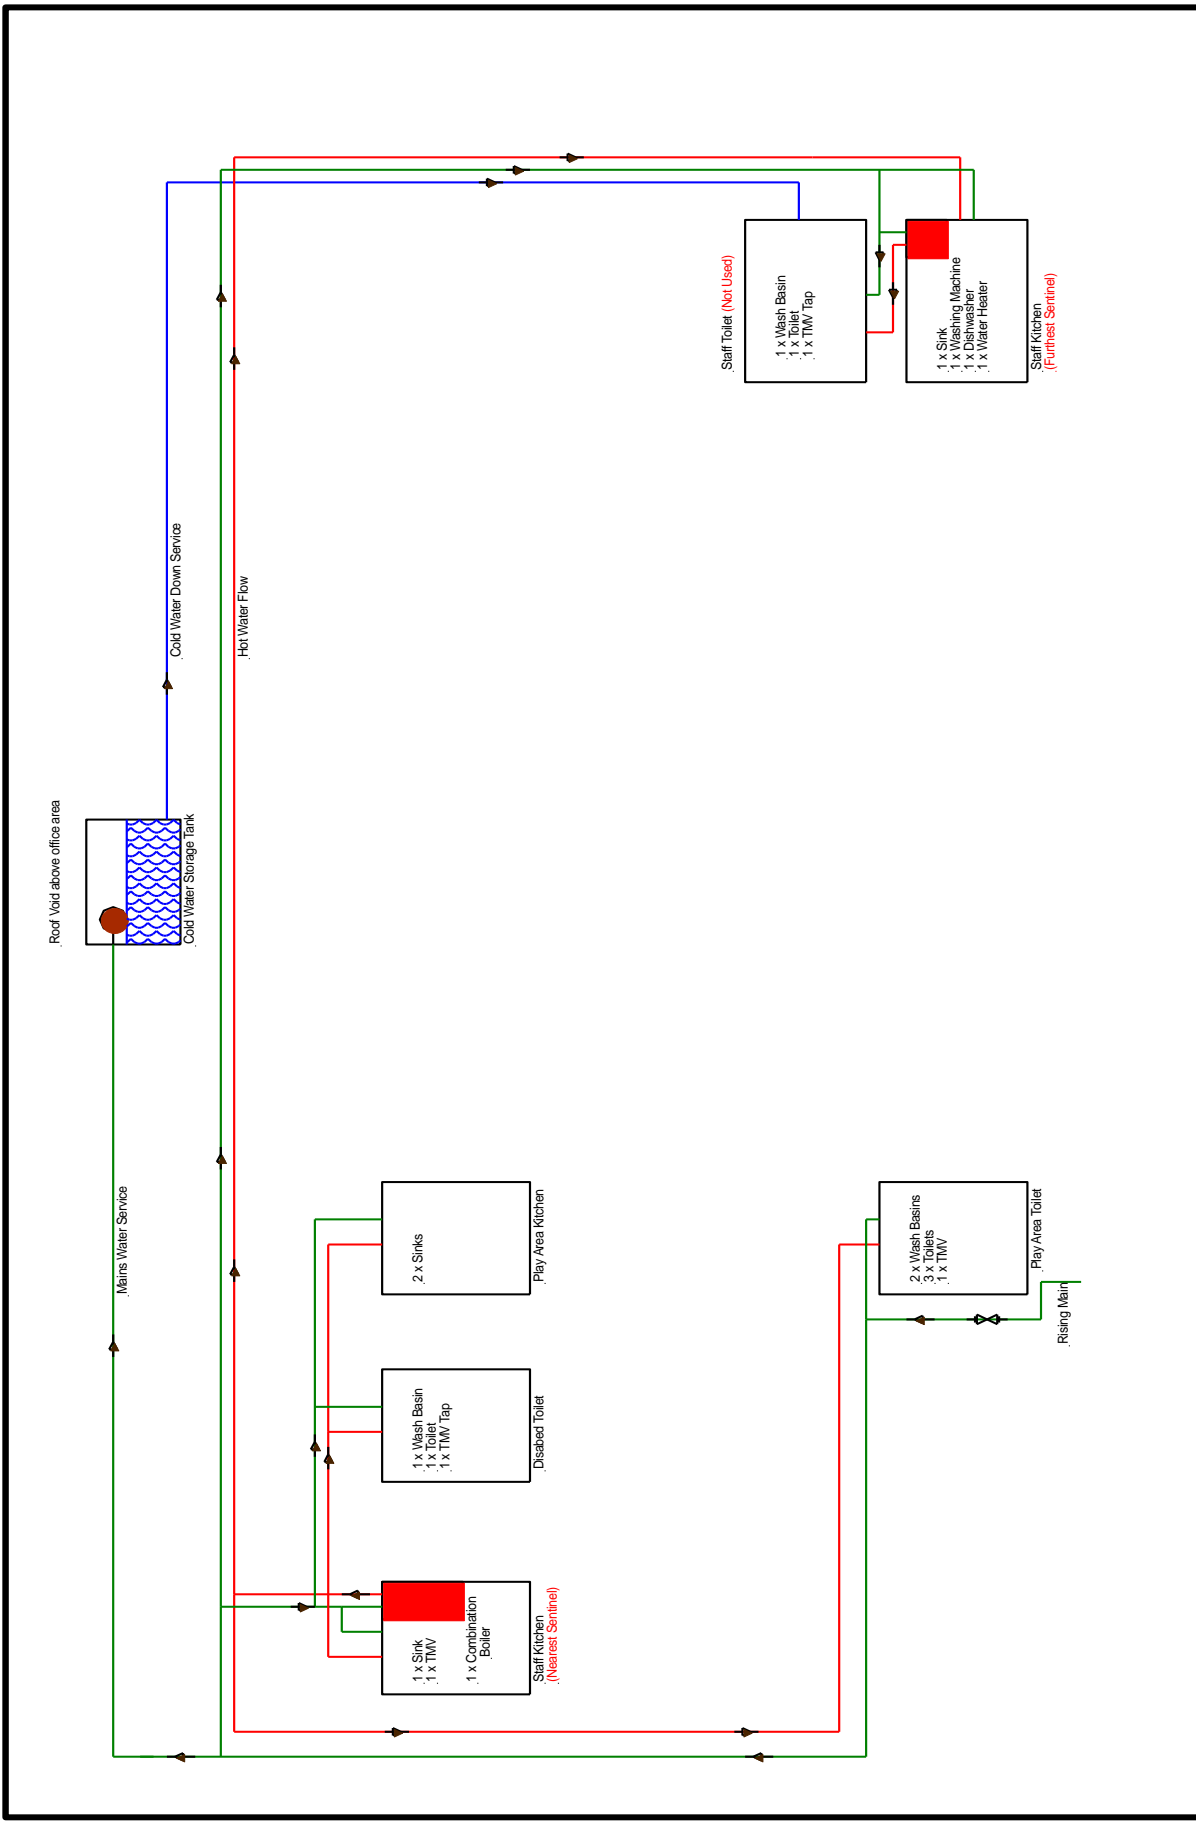 .Roof Void above office area
.Cold Water Storage Tank
.Mains Water Service
.Cold Water Down Service
.Hot Water Flow
.Staff Toilet (Not Used)
.1 x Wash Basin
.1 x Toilet
.1 x TMV Tap
.1 x Sink
.1 x Washing Machine
.1 x Dishwasher
.1 x Water Heater
.Staff Kitchen
.(Furthest Sentinel)
.1 x Sink
.1 x TMV
.1 x Combination
Boiler
.Staff Kitchen
.(Nearest Sentinel)
.1 x Wash Basin
.1 x Toilet
.1 x TMV Tap
.Disabed Toilet
.2 x Sinks
.Play Area Kitchen
.2 x Wash Basins
.3 x Toilets
.1 x TMV
.Play Area Toilet
.Rising Main